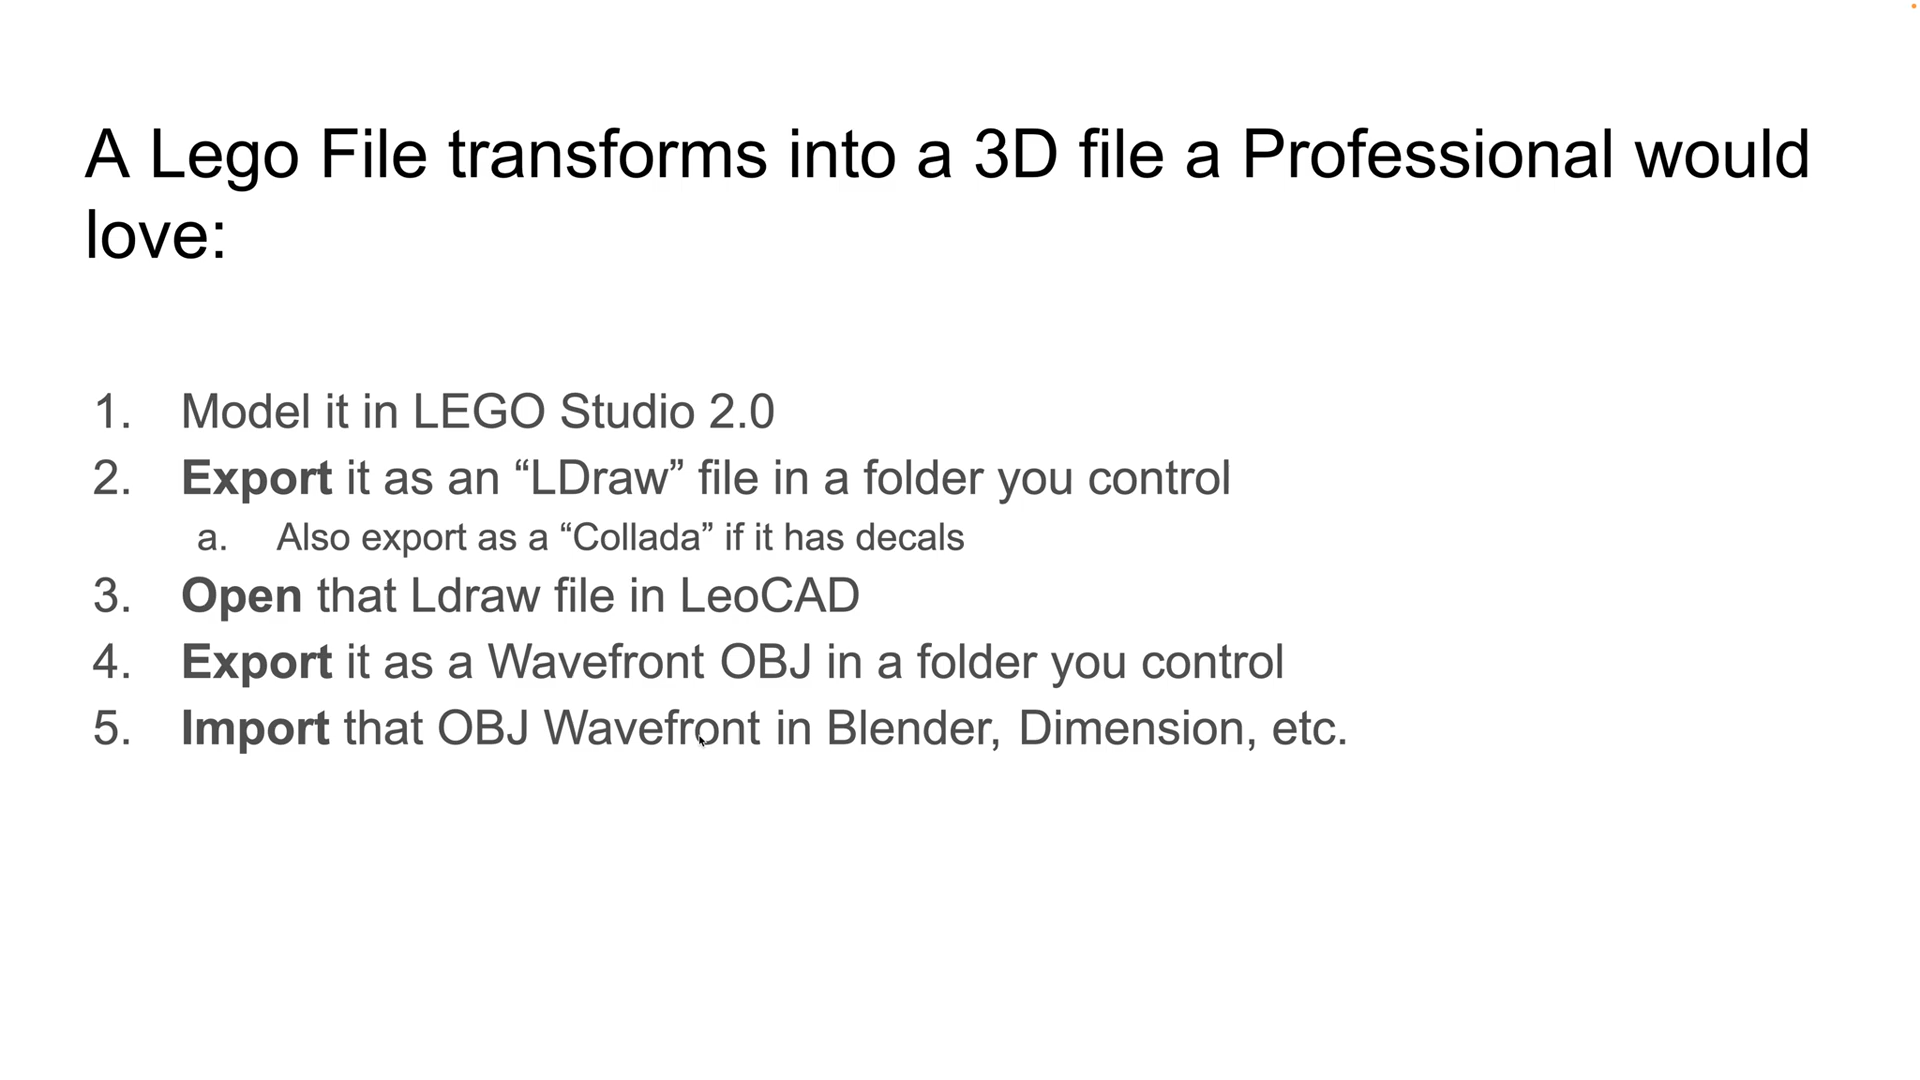 A Lego File transforms into a 3D file a Professional would
love:
1. Model it in LEGO Studio 2.0
2. Export it as an “LDraw” file in a folder you control
a. Also export as a “Collada” if it has decals
3. Open that Ldraw file in LeoCAD
4. Export it as a Wavefront OBJ in a folder you control
5. Import that OBJ Wavefront in Blender, Dimension, etc.